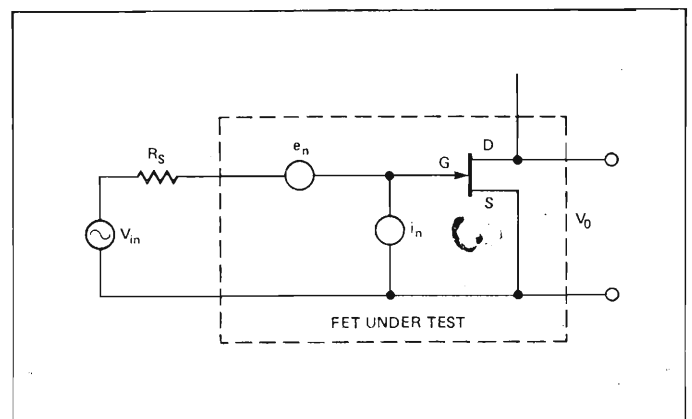 R_S
e_n
G
D
S
V_in
i_n
V_0
FET UNDER TEST